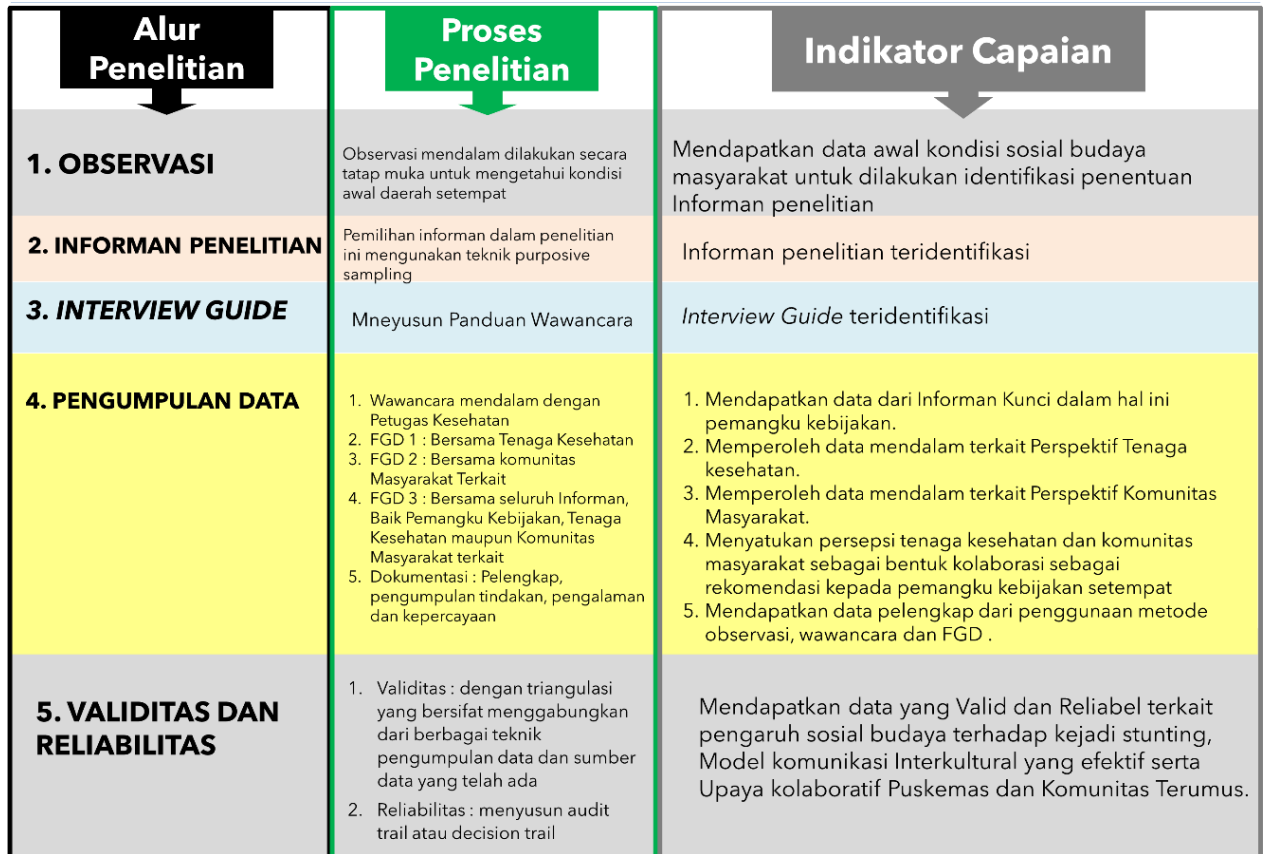 Alur
Penelitian
Proses
Penelitian
Indikator Capaian
1. OBSERVASI
Observasi mendalam dilakukan secara
tatap muka untuk mengetahui kondisi
awal daerah setempat
Mendapatkan data awal kondisi sosial budaya
masyarakat untuk dilakukan identifikasi penentuan
Informan penelitian
2. INFORMAN PENELITIAN
Pemilihan informan dalam penelitian
ini mengunakan teknik purposive
sampling
Informan penelitian teridentifikasi
3. INTERVIEW GUIDE
Mneyusun Panduan Wawancara
Interview Guide teridentifikasi
4. PENGUMPULAN DATA
1. Wawancara mendalam dengan
Petugas Kesehatan
2. FGD 1 : Bersama Tenaga Kesehatan
3. FGD 2 : Bersama komunitas
Masyarakat Terkait
4. FGD 3 : Bersama seluruh Informan,
Baik Pemangku Kebijakan, Tenaga
Kesehatan maupun Komunitas
Masyarakat terkait
5. Dokumentasi : Pelengkap,
pengumpulan tindakan, pengalaman
dan kepercayaan
1. Mendapatkan data dari Informan Kunci dalam hal ini
pemangku kebijakan.
2. Memperoleh data mendalam terkait Perspektif Tenaga
kesehatan.
3. Memperoleh data mendalam terkait Perspektif Komunitas
Masyarakat.
4. Menyatukan persepsi tenaga kesehatan dan komunitas
masyarakat sebagai bentuk kolaborasi sebagai
rekomendasi kepada pemangku kebijakan setempat
5. Mendapatkan data pelengkap dari penggunaan metode
observasi, wawancara dan FGD .
5. VALIDITAS DAN
RELIABILITAS
1. Validitas : dengan triangulasi
yang bersifat menggabungkan
dari berbagai teknik
pengumpulan data dan sumber
data yang telah ada
2. Reliabilitas : menyusun audit
trail atau decision trail
Mendapatkan data yang Valid dan Reliabel terkait
pengaruh sosial budaya terhadap kejadi stunting,
Model komunikasi Interkultural yang efektif serta
Upaya kolaboratif Puskemas dan Komunitas Terumus.